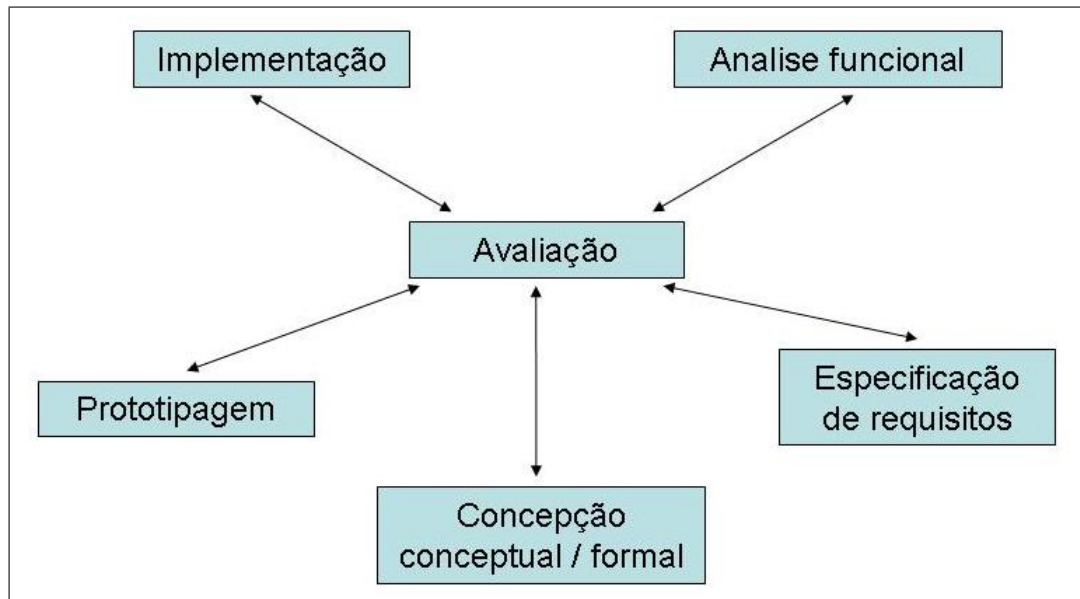 Implementação
Analise funcional
Avaliação
Prototipagem
Especificação
de requisitos
Concepção
conceptual / formal